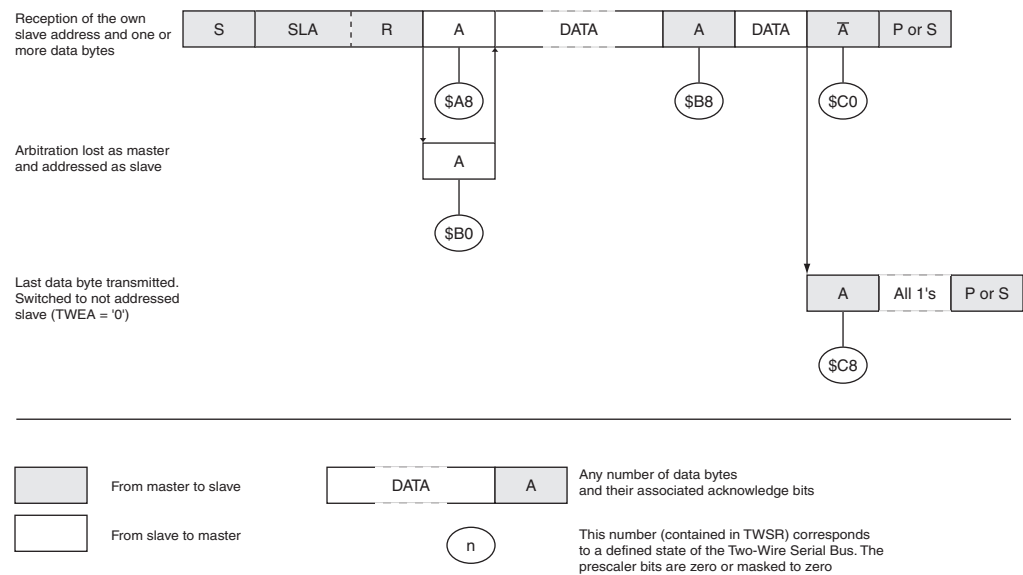 Reception of the own
slave address and one or
more data bytes
S SLA R A DATA A DATA A̅ P or S
$A8 $B8 $C0
Arbitration lost as master
and addressed as slave
A
$B0
Last data byte transmitted.
Switched to not addressed
slave (TWEA = '0')
A All 1's P or S
$C8
From master to slave
DATA A
Any number of data bytes
and their associated acknowledge bits
From slave to master
n
This number (contained in TWSR) corresponds
to a defined state of the Two-Wire Serial Bus. The
prescaler bits are zero or masked to zero